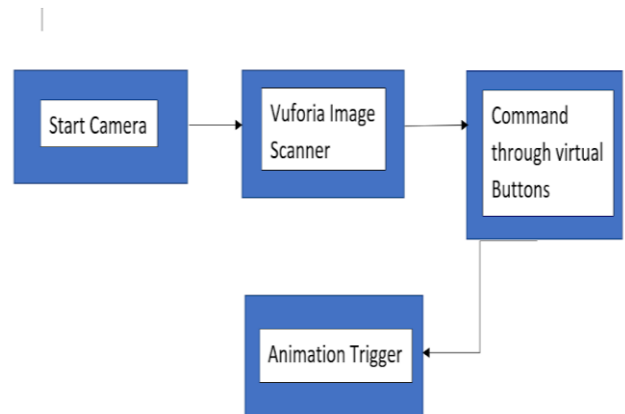 Start Camera
Vuforia Image
Scanner
Command
through virtual
Buttons
Animation Trigger